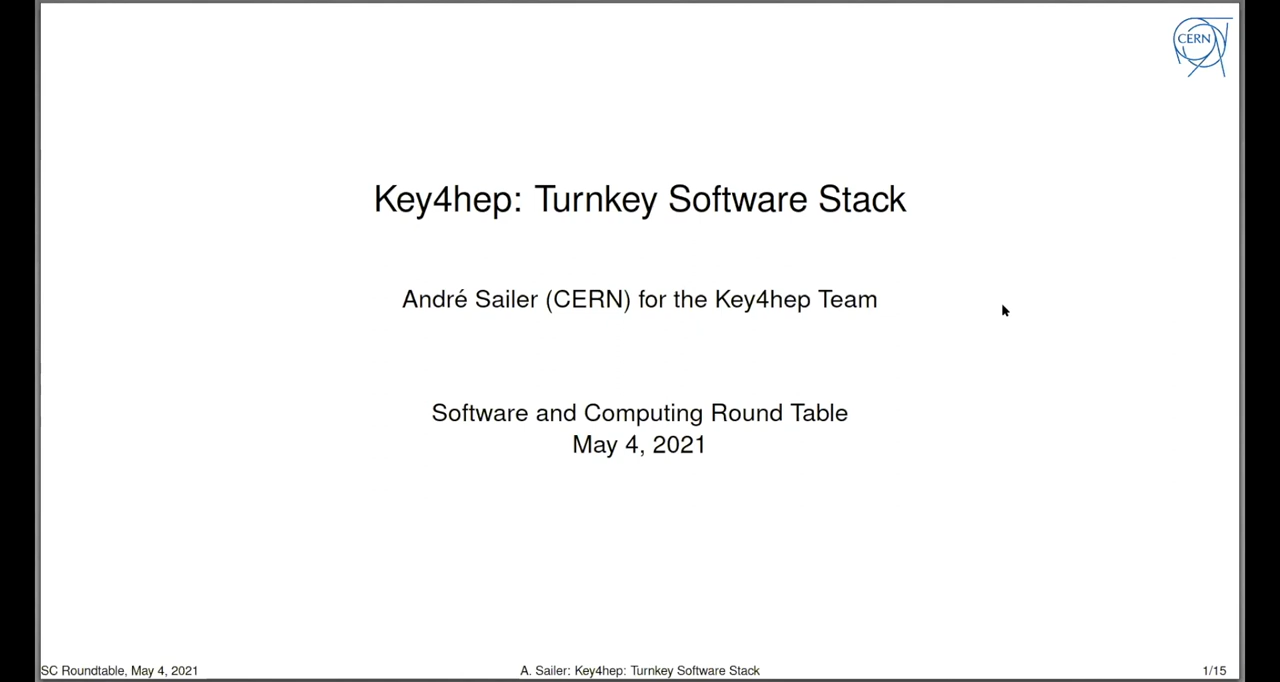 CERN
Key4hep: Turnkey Software Stack
André Sailer (CERN) for the Key4hep Team
Software and Computing Round Table
May 4, 2021
SC Roundtable, May 4, 2021
A. Sailer: Key4hep: Turnkey Software Stack
1/15